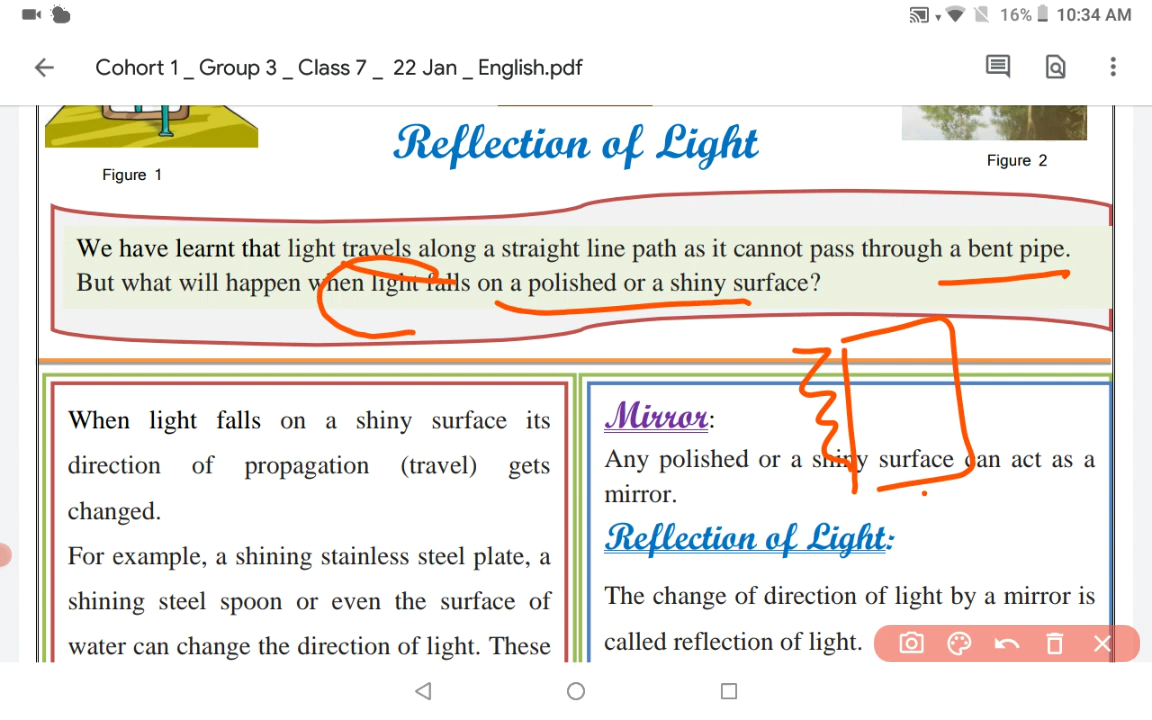 16% 10:34 AM
Cohort 1 _ Group 3 _ Class 7 _ 22 Jan _ English.pdf
Reflection of Light
Figure 1
Figure 2
We have learnt that light travels along a straight line path as it cannot pass through a bent pipe.
But what will happen when light falls on a polished or a shiny surface?
When light falls on a shiny surface its
direction of propagation (travel) gets
changed.
For example, a shining stainless steel plate, a
shining steel spoon or even the surface of
water can change the direction of light. These
Mirror:
Any polished or a shiny surface can act as a
mirror.
Reflection of Light:
The change of direction of light by a mirror is
called reflection of light.